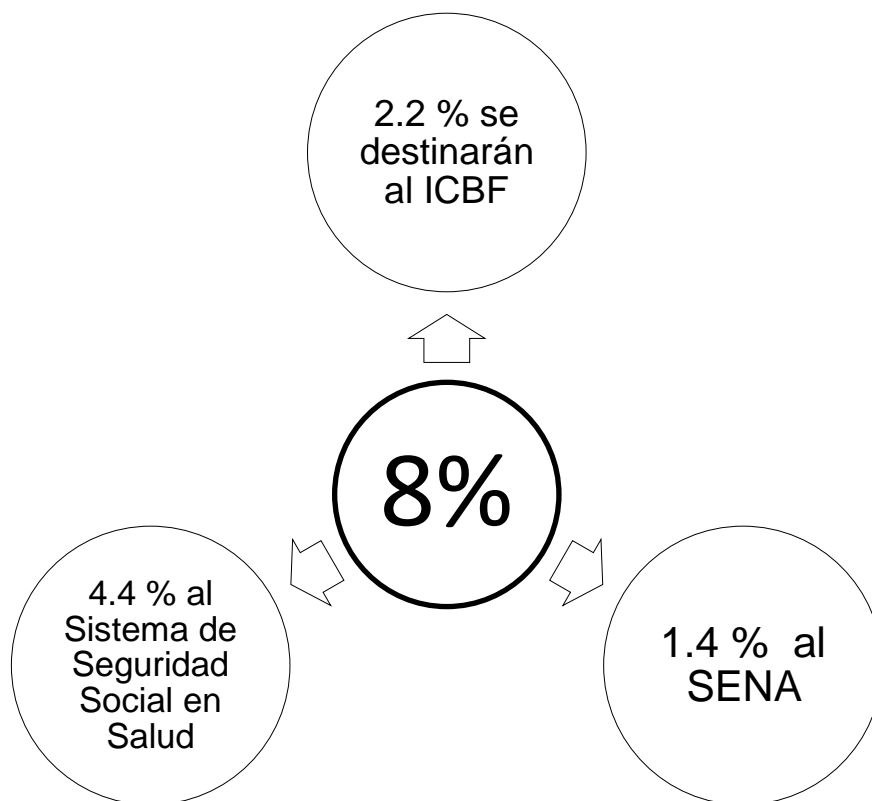 2.2 % se
destinarán
al ICBF
8%
4.4 % al
Sistema de
Seguridad
Social en
Salud
1.4 %  al
SENA